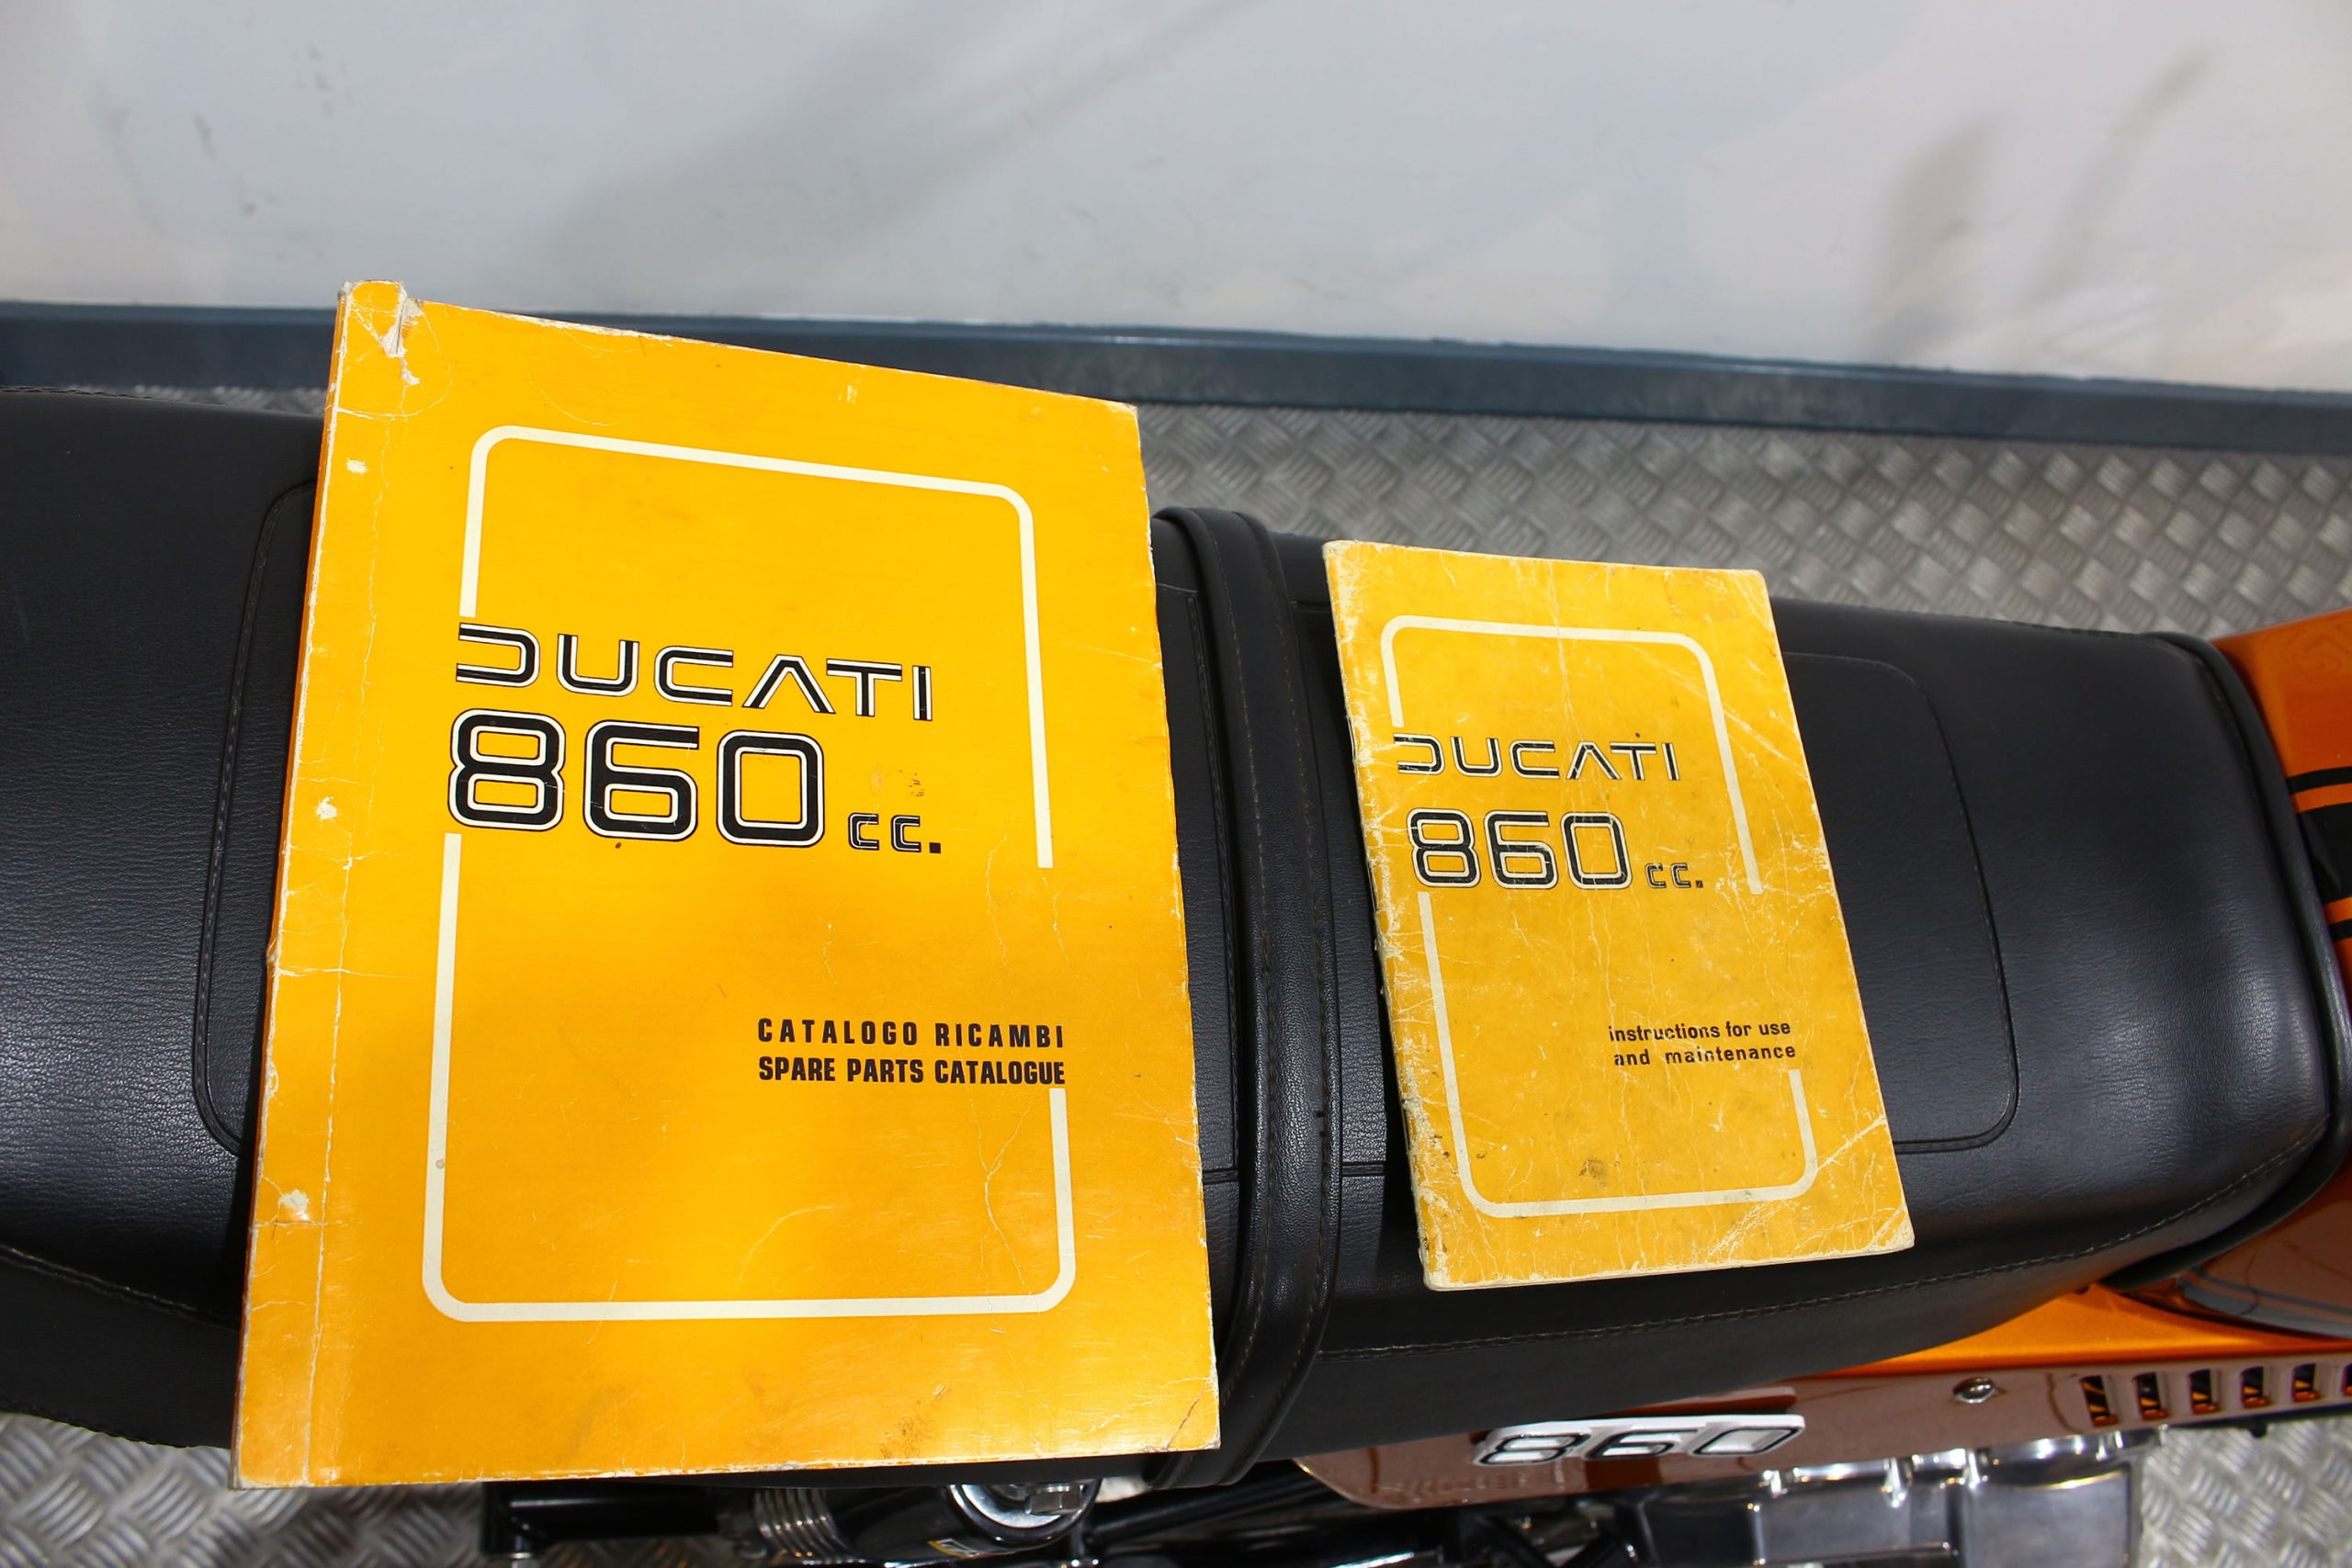 DUCATI
860 cc.
CATALOGO RICAMBI
SPARE PARTS CATALOGUE
DUCATI
860 cc.
instructions for use
and maintenance
860